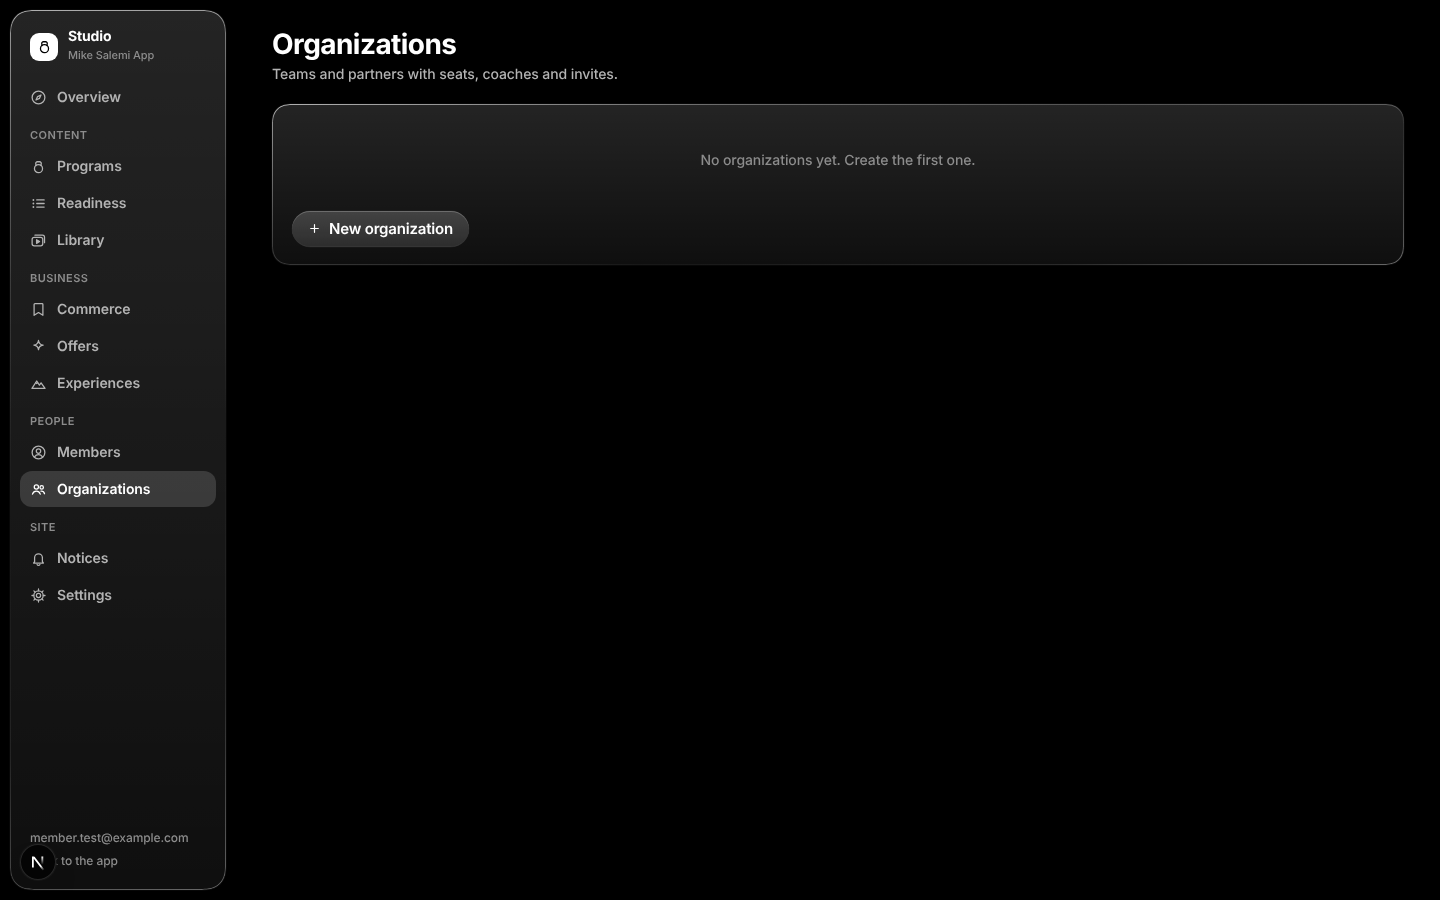 Studio
Mike Salemi App
Overview
CONTENT
Programs
Readiness
Library
BUSINESS
Commerce
Offers
Experiences
PEOPLE
Members
Organizations
SITE
Notices
Settings
member.test@example.com
N
to the app
Organizations
Teams and partners with seats, coaches and invites.
No organizations yet. Create the first one.
+ New organization